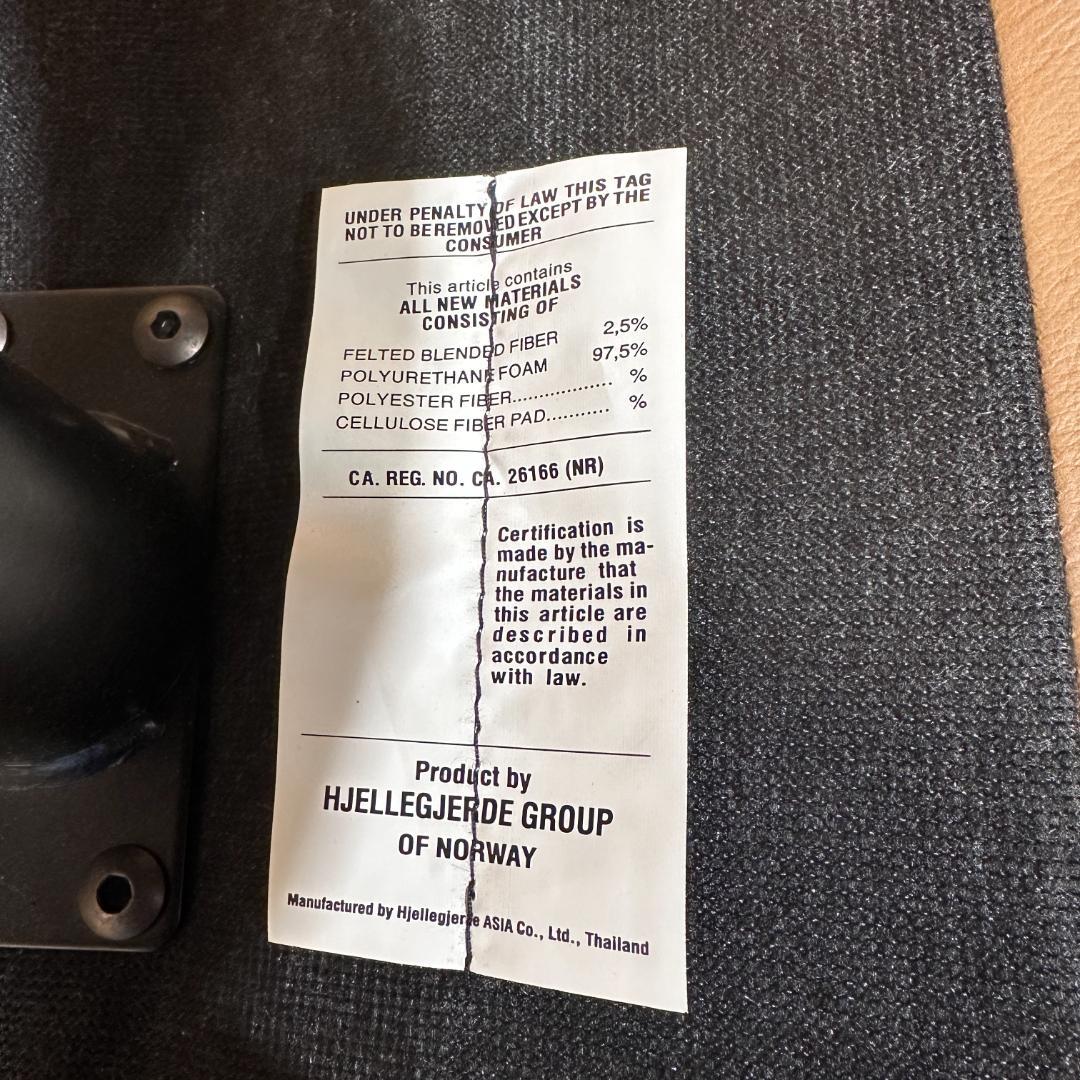 UNDER PENALTY OF LAW THIS TAG
NOT TO BE REMOVED EXCEPT BY THE
CONSUMER
This article contains
ALL NEW MATERIALS
CONSISTING OF
FELTED BLENDED FIBER 2,5%
POLYURETHANE FOAM 97,5%
POLYESTER FIBER.................. %
CELLULOSE FIBER PAD........... %
CA. REG. NO. CA. 26166 (NR)
Certification is
made by the ma-
nufacture that
the materials in
this article are
described in
accordance
with law.
Product by
HJELLEGJERDE GROUP
OF NORWAY
Manufactured by Hjellegjerde ASIA Co., Ltd., Thailand